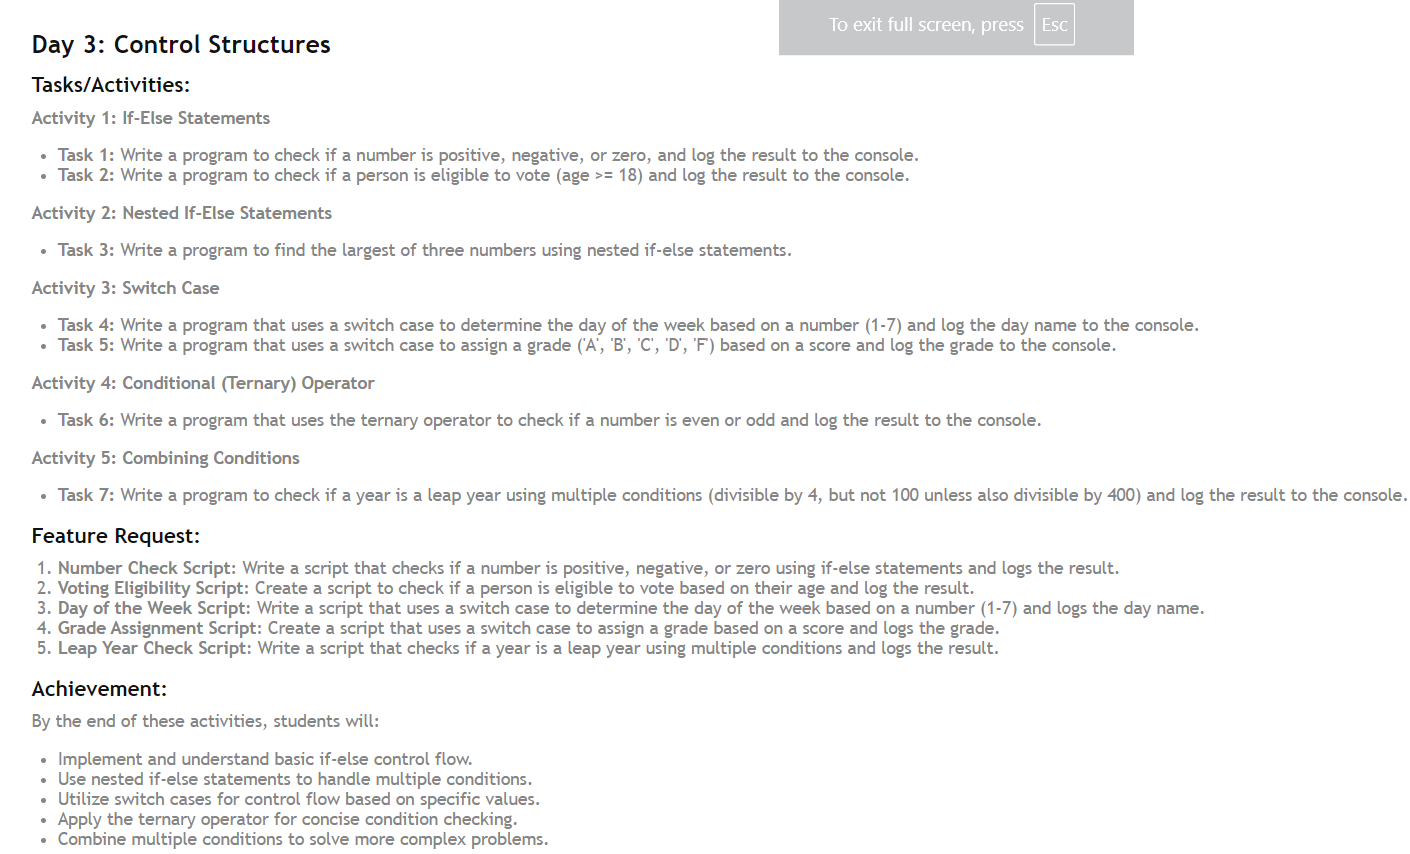 To exit full screen, press Esc
Day 3: Control Structures
Tasks/Activities:
Activity 1: If-Else Statements
• Task 1: Write a program to check if a number is positive, negative, or zero, and log the result to the console.
• Task 2: Write a program to check if a person is eligible to vote (age >= 18) and log the result to the console.
Activity 2: Nested If-Else Statements
• Task 3: Write a program to find the largest of three numbers using nested if-else statements.
Activity 3: Switch Case
• Task 4: Write a program that uses a switch case to determine the day of the week based on a number (1-7) and log the day name to the console.
• Task 5: Write a program that uses a switch case to assign a grade ('A', 'B', 'C', 'D', 'F') based on a score and log the grade to the console.
Activity 4: Conditional (Ternary) Operator
• Task 6: Write a program that uses the ternary operator to check if a number is even or odd and log the result to the console.
Activity 5: Combining Conditions
• Task 7: Write a program to check if a year is a leap year using multiple conditions (divisible by 4, but not 100 unless also divisible by 400) and log the result to the console.
Feature Request:
1. Number Check Script: Write a script that checks if a number is positive, negative, or zero using if-else statements and logs the result.
2. Voting Eligibility Script: Create a script to check if a person is eligible to vote based on their age and log the result.
3. Day of the Week Script: Write a script that uses a switch case to determine the day of the week based on a number (1-7) and logs the day name.
4. Grade Assignment Script: Create a script that uses a switch case to assign a grade based on a score and logs the grade.
5. Leap Year Check Script: Write a script that checks if a year is a leap year using multiple conditions and logs the result.
Achievement:
By the end of these activities, students will:
• Implement and understand basic if-else control flow.
• Use nested if-else statements to handle multiple conditions.
• Utilize switch cases for control flow based on specific values.
• Apply the ternary operator for concise condition checking.
• Combine multiple conditions to solve more complex problems.